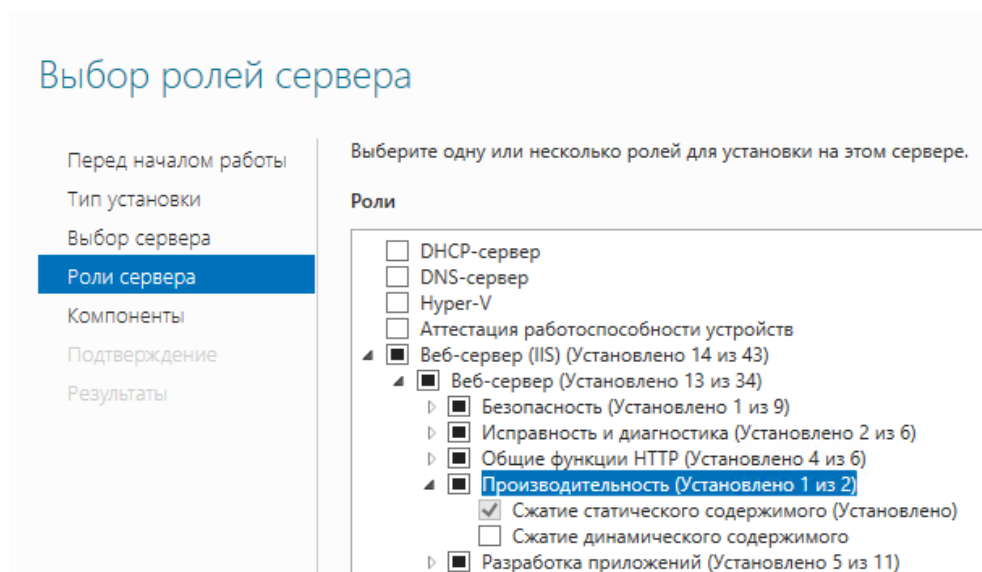 Выбор ролей сервера
Перед началом работы
Тип установки
Выбор сервера
Роли сервера
Компоненты
Подтверждение
Результаты
Выберите одну или несколько ролей для установки на этом сервере.
Роли
DHCP-сервер
DNS-сервер
Hyper-V
Аттестация работоспособности устройств
Веб-сервер (IIS) (Установлено 14 из 43)
Веб-сервер (Установлено 13 из 34)
Безопасность (Установлено 1 из 9)
Исправность и диагностика (Установлено 2 из 6)
Общие функции HTTP (Установлено 4 из 6)
Производительность (Установлено 1 из 2)
Сжатие статического содержимого (Установлено)
Сжатие динамического содержимого
Разработка приложений (Установлено 5 из 11)